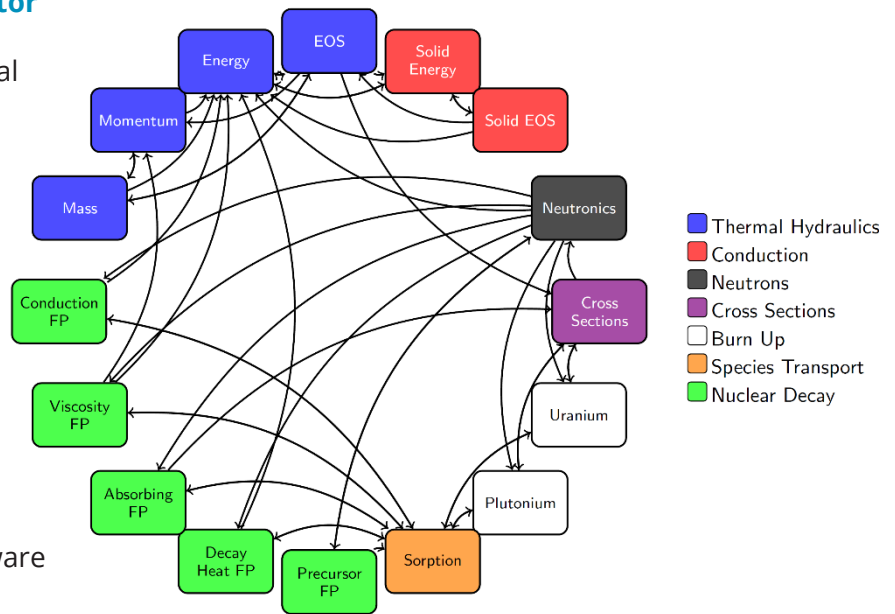 tor
al
ware
EOS
Energy
Solid
Energy
Momentum
Solid EOS
Mass
Neutronics
Conduction
FP
Cross
Sections
Viscosity
FP
Uranium
Absorbing
FP
Plutonium
Decay
Heat FP
Precursor
FP
Sorption
Thermal Hydraulics
Conduction
Neutrons
Cross Sections
Burn Up
Species Transport
Nuclear Decay